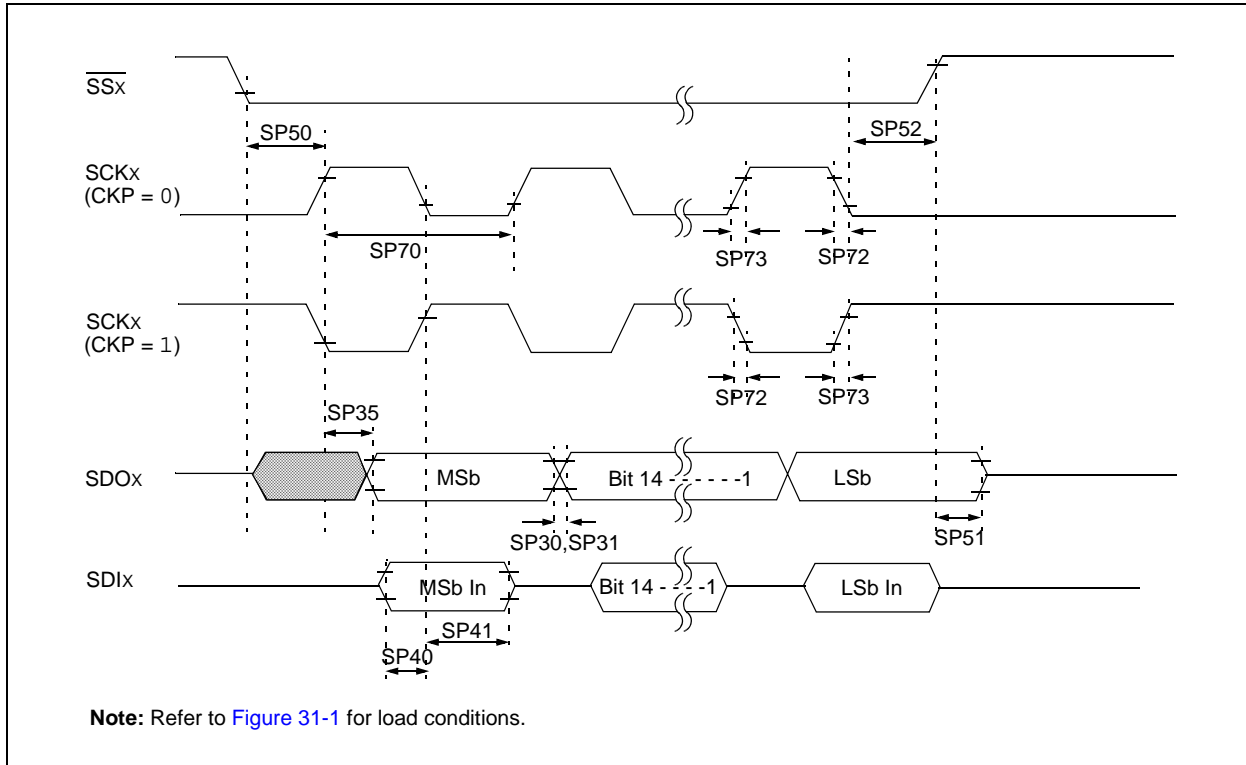 SSx
SP50
SP52
SCKx
(CKP = 0)
SP70
SP73
SP72
SCKx
(CKP = 1)
SP72
SP73
SP35
SDOx
MSb
Bit 14 - - - - - -1
LSb
SP30,SP31
SP51
SDIx
MSb In
Bit 14 - - - -1
LSb In
SP41
SP40
Note: Refer to Figure 31-1 for load conditions.